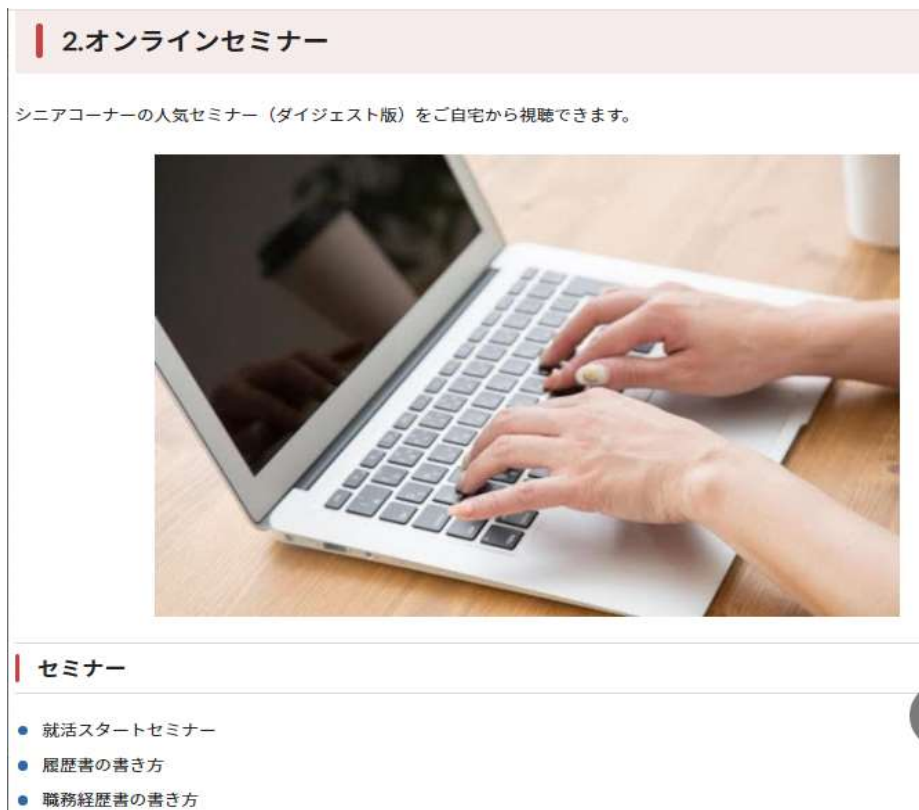 2.オンラインセミナー
シニアコーナーの人気セミナー（ダイジェスト版）をご自宅から視聴できます。
セミナー
就活スタートセミナー
履歴書の書き方
職務経歴書の書き方